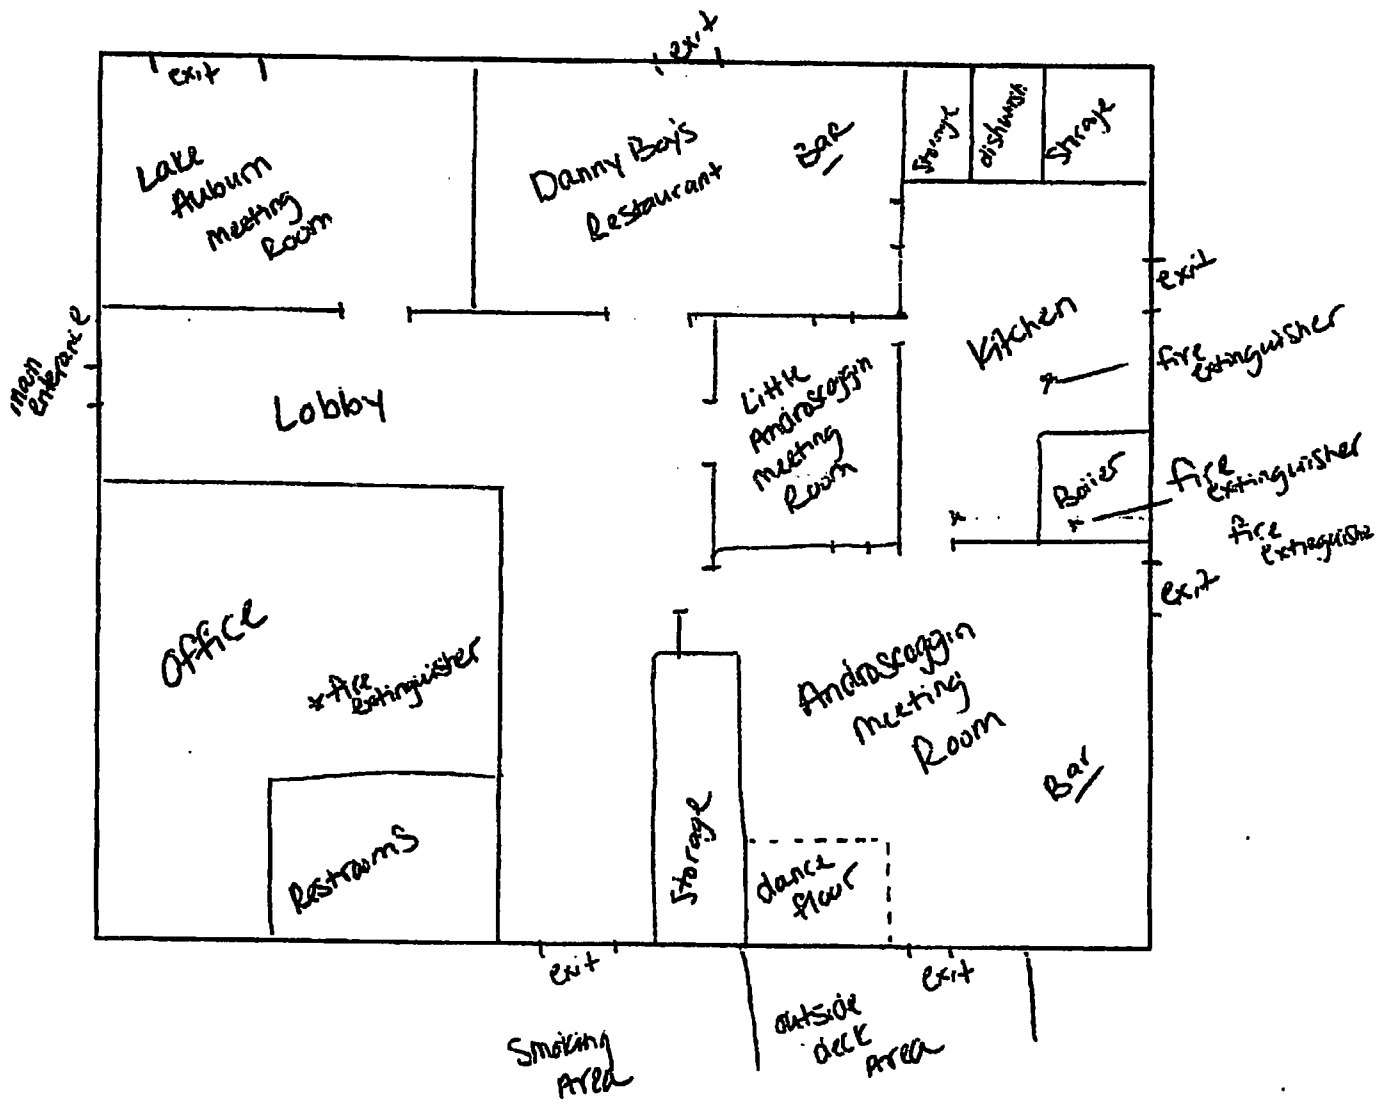 exit
exit
Lake
Auburn
Meeting
Room
Danny Boy's
Restaurant
Bar
Storage
dishwash
Storage
exit
Kitchen
fire
extinguisher
main
enterance
Lobby
Little
Androscoggin
Meeting
Room
Boiler
fire
extinguisher
fire
extinguishe
exit
Office
fire
extinguisher
Androscoggin
Meeting
Room
Bar
Restrooms
Storage
dance
floor
exit
exit
Smoking
Area
outside
deck
Area